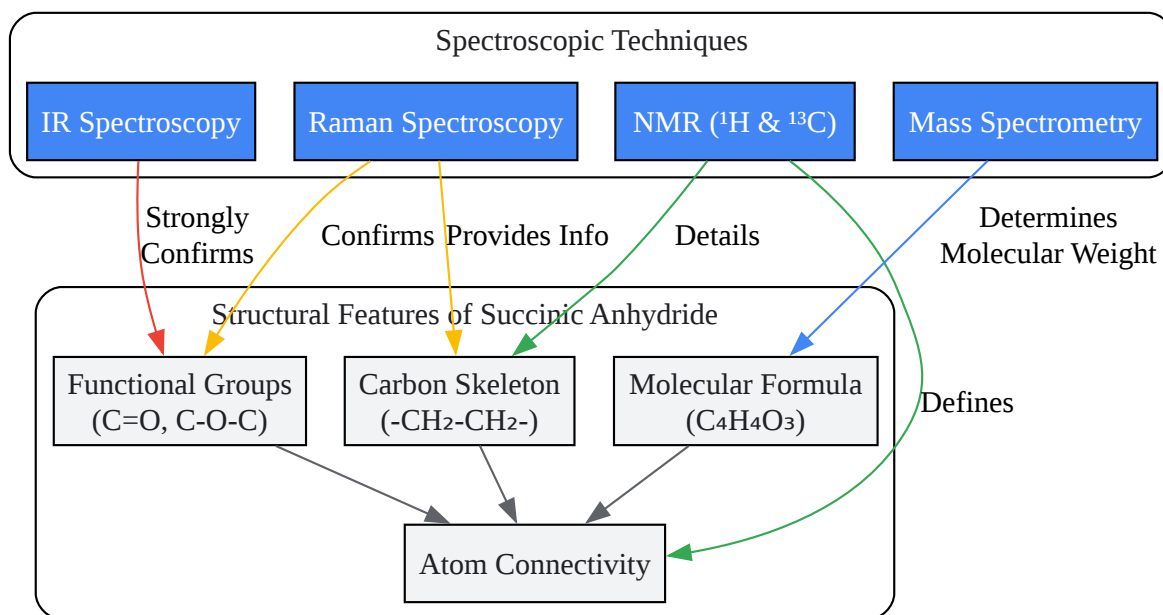 Spectroscopic Techniques
IR Spectroscopy
Raman Spectroscopy
NMR (¹H & ¹³C)
Mass Spectrometry
Strongly
Confirms
Confirms
Provides Info
Details
Determines
Molecular Weight
Structural Features of Succinic Anhydride
Functional Groups
(C=O, C-O-C)
Carbon Skeleton
(-CH₂-CH₂-)
Molecular Formula
(C₄H₄O₃)
Defines
Atom Connectivity